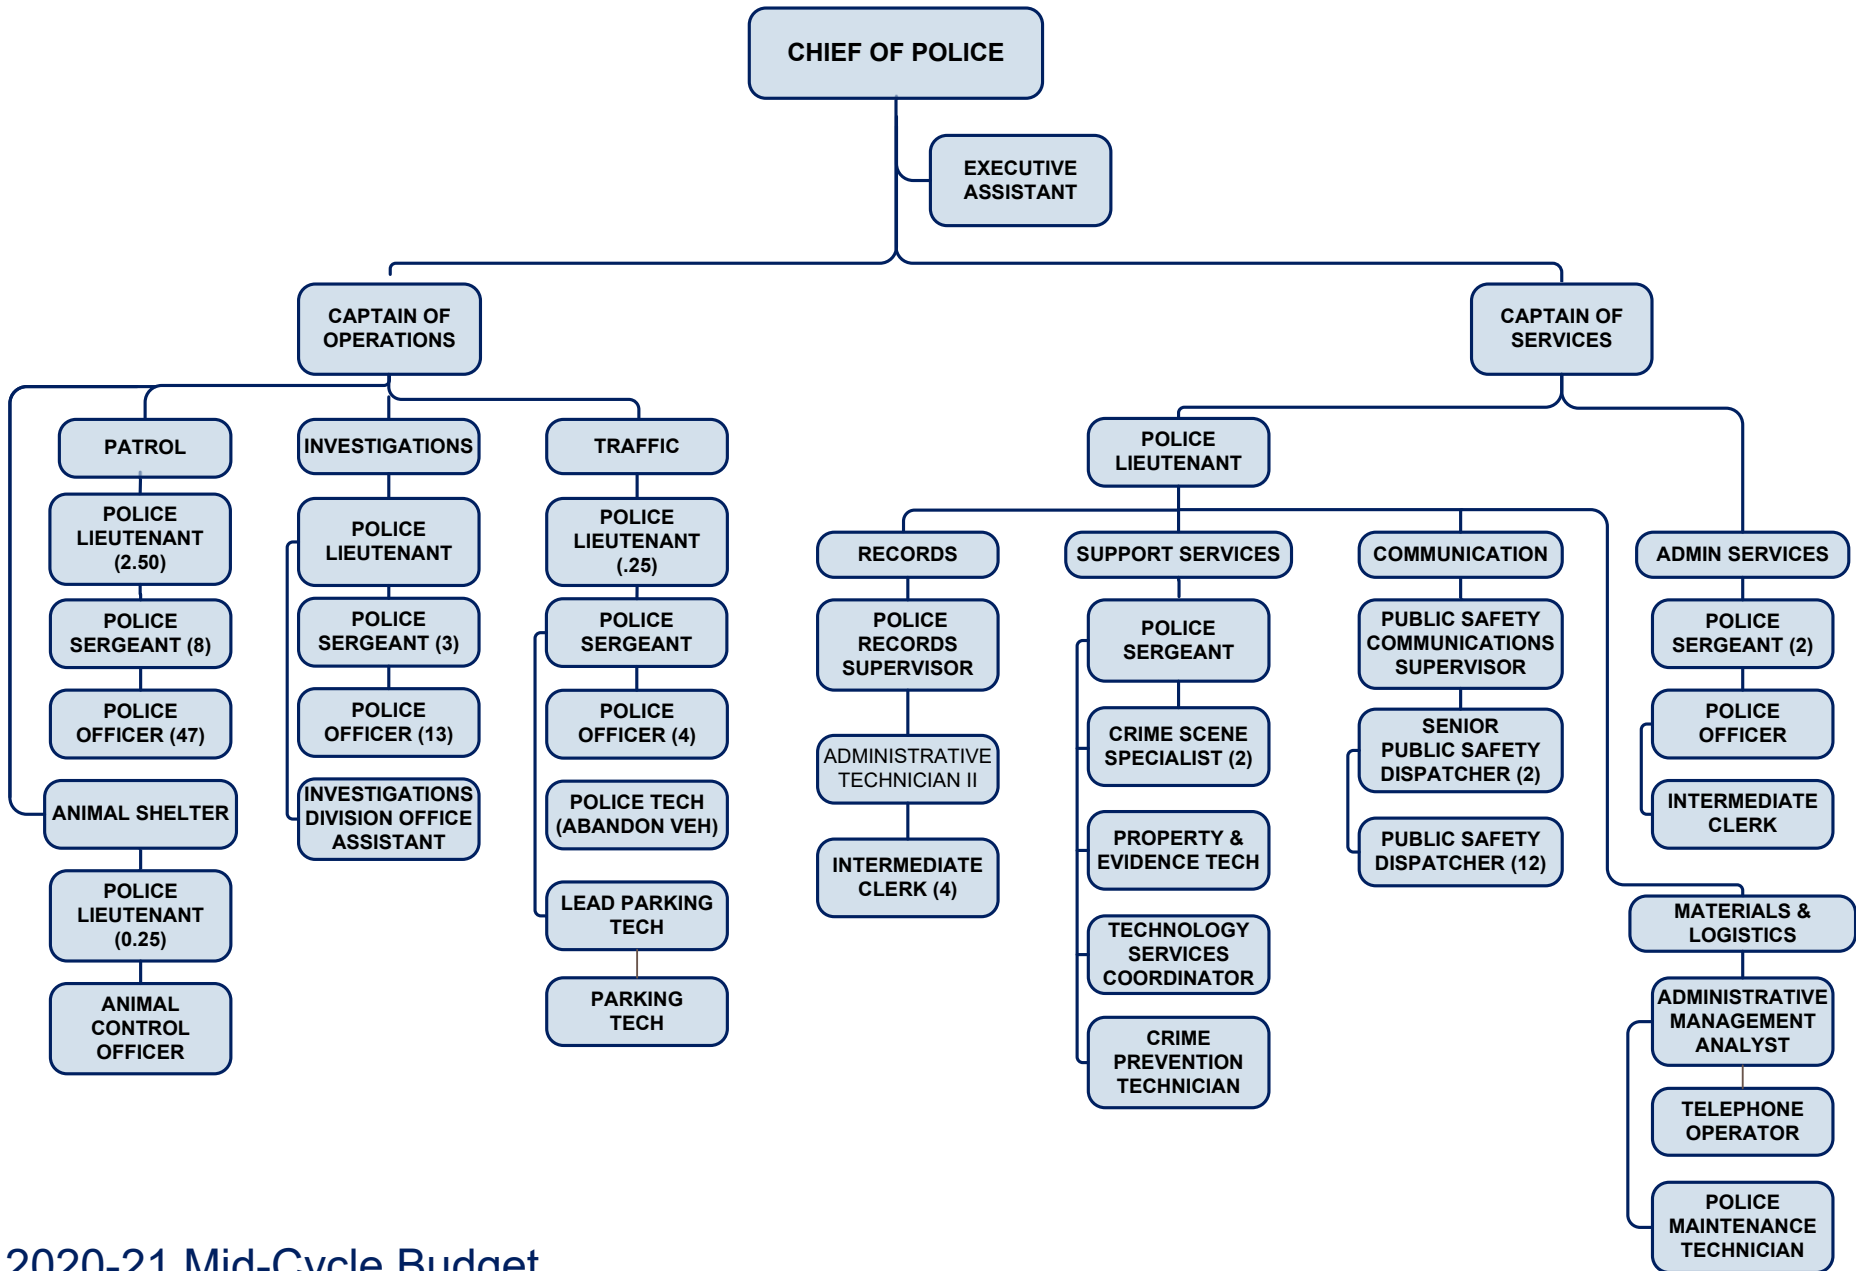 CHIEF OF POLICE
EXECUTIVE
ASSISTANT
CAPTAIN OF
OPERATIONS
CAPTAIN OF
SERVICES
PATROL
POLICE
LIEUTENANT
(2.50)
POLICE
SERGEANT (8)
POLICE
OFFICER (47)
ANIMAL SHELTER
POLICE
LIEUTENANT
(0.25)
ANIMAL
CONTROL
OFFICER
INVESTIGATIONS
POLICE
LIEUTENANT
POLICE
SERGEANT (3)
POLICE
OFFICER (13)
INVESTIGATIONS
DIVISION OFFICE
ASSISTANT
TRAFFIC
POLICE
LIEUTENANT
(.25)
POLICE
SERGEANT
POLICE
OFFICER (4)
POLICE TECH
(ABANDON VEH)
LEAD PARKING
TECH
PARKING
TECH
POLICE
LIEUTENANT
RECORDS
POLICE
RECORDS
SUPERVISOR
ADMINISTRATIVE
TECHNICIAN II
INTERMEDIATE
CLERK (4)
SUPPORT SERVICES
POLICE
SERGEANT
CRIME SCENE
SPECIALIST (2)
PROPERTY &
EVIDENCE TECH
TECHNOLOGY
SERVICES
COORDINATOR
CRIME
PREVENTION
TECHNICIAN
COMMUNICATION
PUBLIC SAFETY
COMMUNICATIONS
SUPERVISOR
SENIOR
PUBLIC SAFETY
DISPATCHER (2)
PUBLIC SAFETY
DISPATCHER (12)
ADMIN SERVICES
POLICE
SERGEANT (2)
POLICE
OFFICER
INTERMEDIATE
CLERK
MATERIALS &
LOGISTICS
ADMINISTRATIVE
MANAGEMENT
ANALYST
TELEPHONE
OPERATOR
POLICE
MAINTENANCE
TECHNICIAN
2020-21 Mid-Cycle Budget